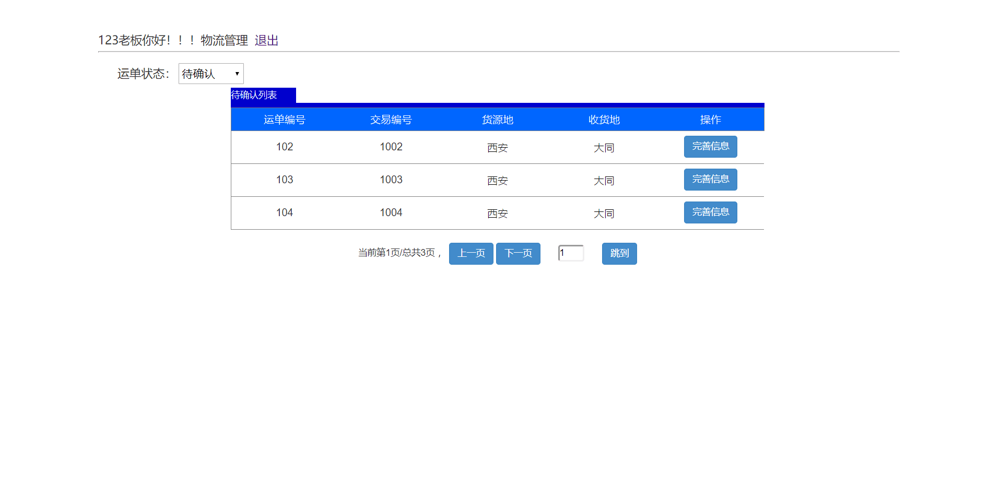 123老板你好！！！物流管理 退出
运单状态： 待确认
待确认列表
运单编号 交易编号 货源地 收货地 操作
102 1002 西安 大同 完善信息
103 1003 西安 大同 完善信息
104 1004 西安 大同 完善信息
当前第1页/总共3页， 上一页 下一页 1 跳到